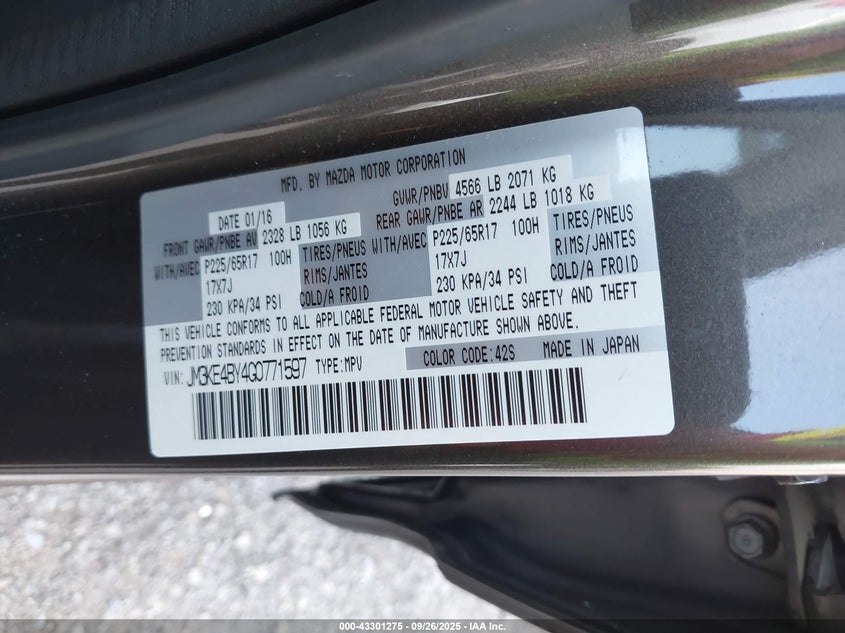 MFD. BY MAZDA MOTOR CORPORATION
DATE 01/16 GVWR/PNBV 4566 LB 2071 KG
FRONT GAWR/PNBE AV 2328 LB 1056 KG REAR GAWR/PNBE AR 2244 LB 1018 KG
WITH/AVEC P225/65R17 100H TIRES/PNEUS WITH/AVEC P225/65R17 100H TIRES/PNEUS
17X7J RIMS/JANTES 17X7J RIMS/JANTES
230 KPA/34 PSI COLD/A FROID 230 KPA/34 PSI COLD/A FROID
THIS VEHICLE CONFORMS TO ALL APPLICABLE FEDERAL MOTOR VEHICLE SAFETY AND THEFT
PREVENTION STANDARDS IN EFFECT ON THE DATE OF MANUFACTURE SHOWN ABOVE.
VIN: JM3KE4BY4G0771597 TYPE:MPV COLOR CODE:42S MADE IN JAPAN
000-43301275 - 09/26/2025 - IAA Inc.